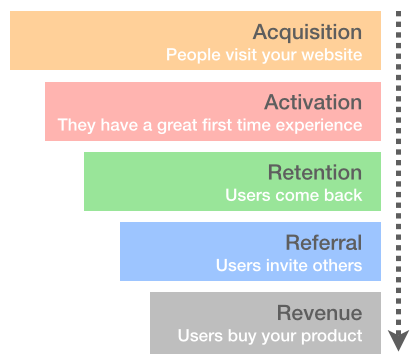 Acquisition
People visit your website
Activation
They have a great first time experience
Retention
Users come back
Referral
Users invite others
Revenue
Users buy your product